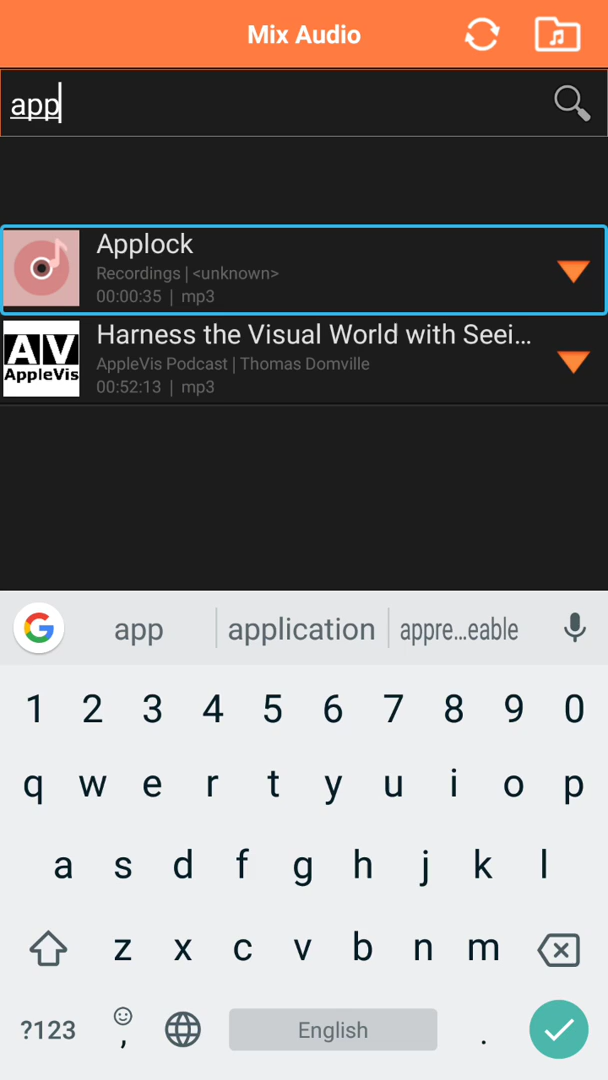 Mix Audio
app
Applock
Recordings | <unknown>
00:00:35 | mp3
AV
AppleVis
Harness the Visual World with Seei...
AppleVis Podcast | Thomas Domville
00:52:13 | mp3
G app application appre...eable
1 2 3 4 5 6 7 8 9 0
q w e r t y u i o p
a s d f g h j k l
z x c v b n m
?123 , English .